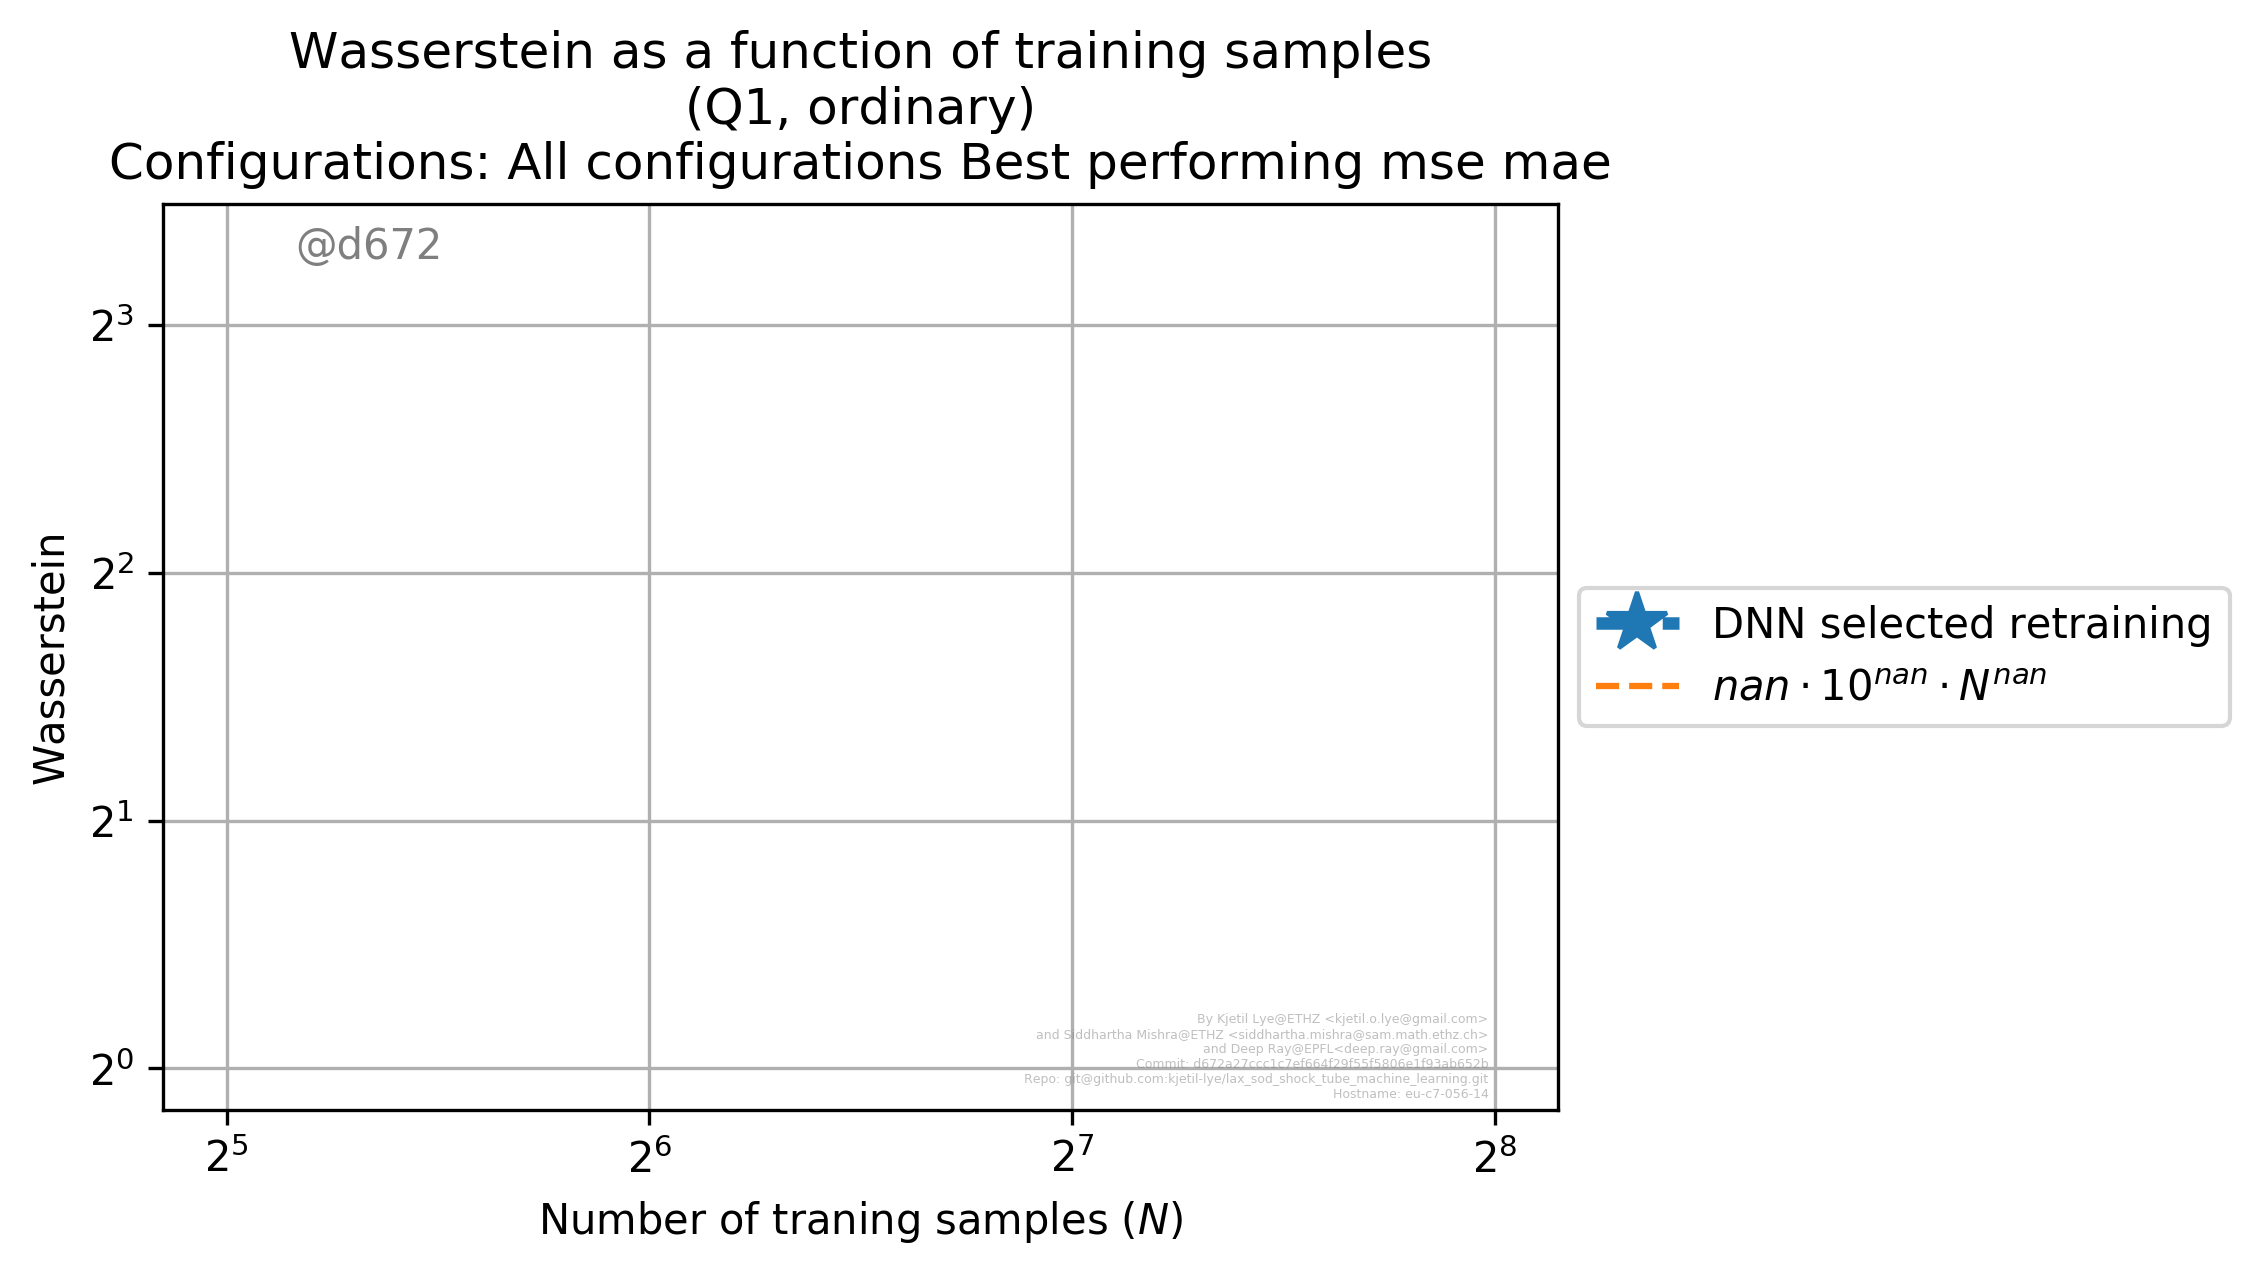 Wasserstein as a function of training samples
(Q1, ordinary)
Configurations: All configurations Best performing mse mae
@d672
2^3
2^2
2^1
2^0
Wasserstein
DNN selected retraining
nan · 10^nan · N^nan
By Kjetil Lye@ETHZ <kjetil.o.lye@gmail.com>
and Siddhartha Mishra@ETHZ <siddhartha.mishra@sam.math.ethz.ch>
and Deep Ray@EPFL<deep.ray@gmail.com>
Commit: d672a27ccc1c7ef664f29f55f5806e1f93ab652b
Repo: git@github.com:kjetil-lye/lax_sod_shock_tube_machine_learning.git
Hostname: eu-c7-056-14
2^5 2^6 2^7 2^8
Number of traning samples (N)